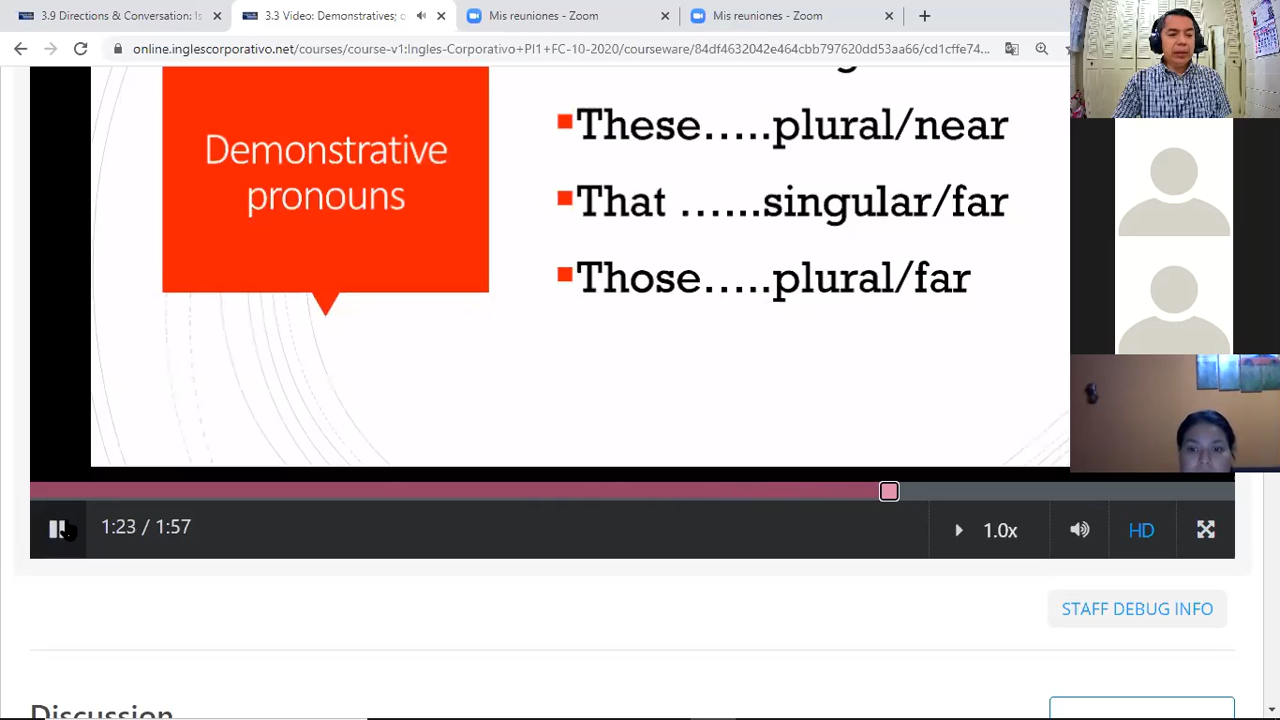 3.9 Directions & Conversation: Is
3.3 Video: Demonstratives; o
Mis reuniones - Zoom
Mis reuniones - Zoom
online.inglescorporativo.net/courses/course-v1:Ingles-Corporativo+PI1+FC-10-2020/courseware/84df4632042e464cbb797620dd53aa69/cd1cffe74...
Demonstrative
pronouns
These.....plural/near
That ......singular/far
Those.....plural/far
1:23 / 1:57
1.0x
HD
STAFF DEBUG INFO
Discussion